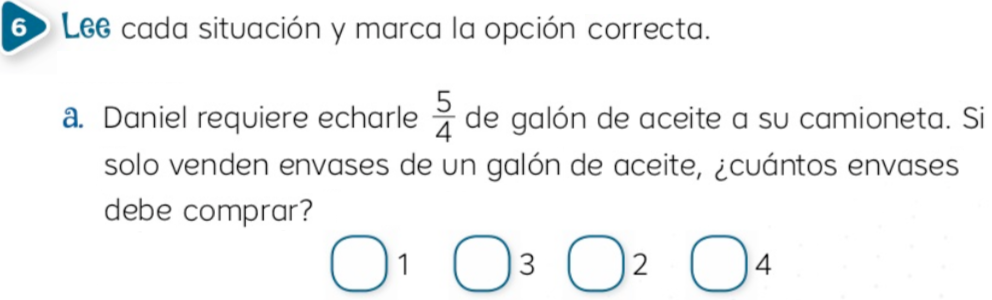 6 Lee cada situación y marca la opción correcta.
a. Daniel requiere echarle 5/4 de galón de aceite a su camioneta. Si
solo venden envases de un galón de aceite, ¿cuántos envases
debe comprar?
1 3 2 4